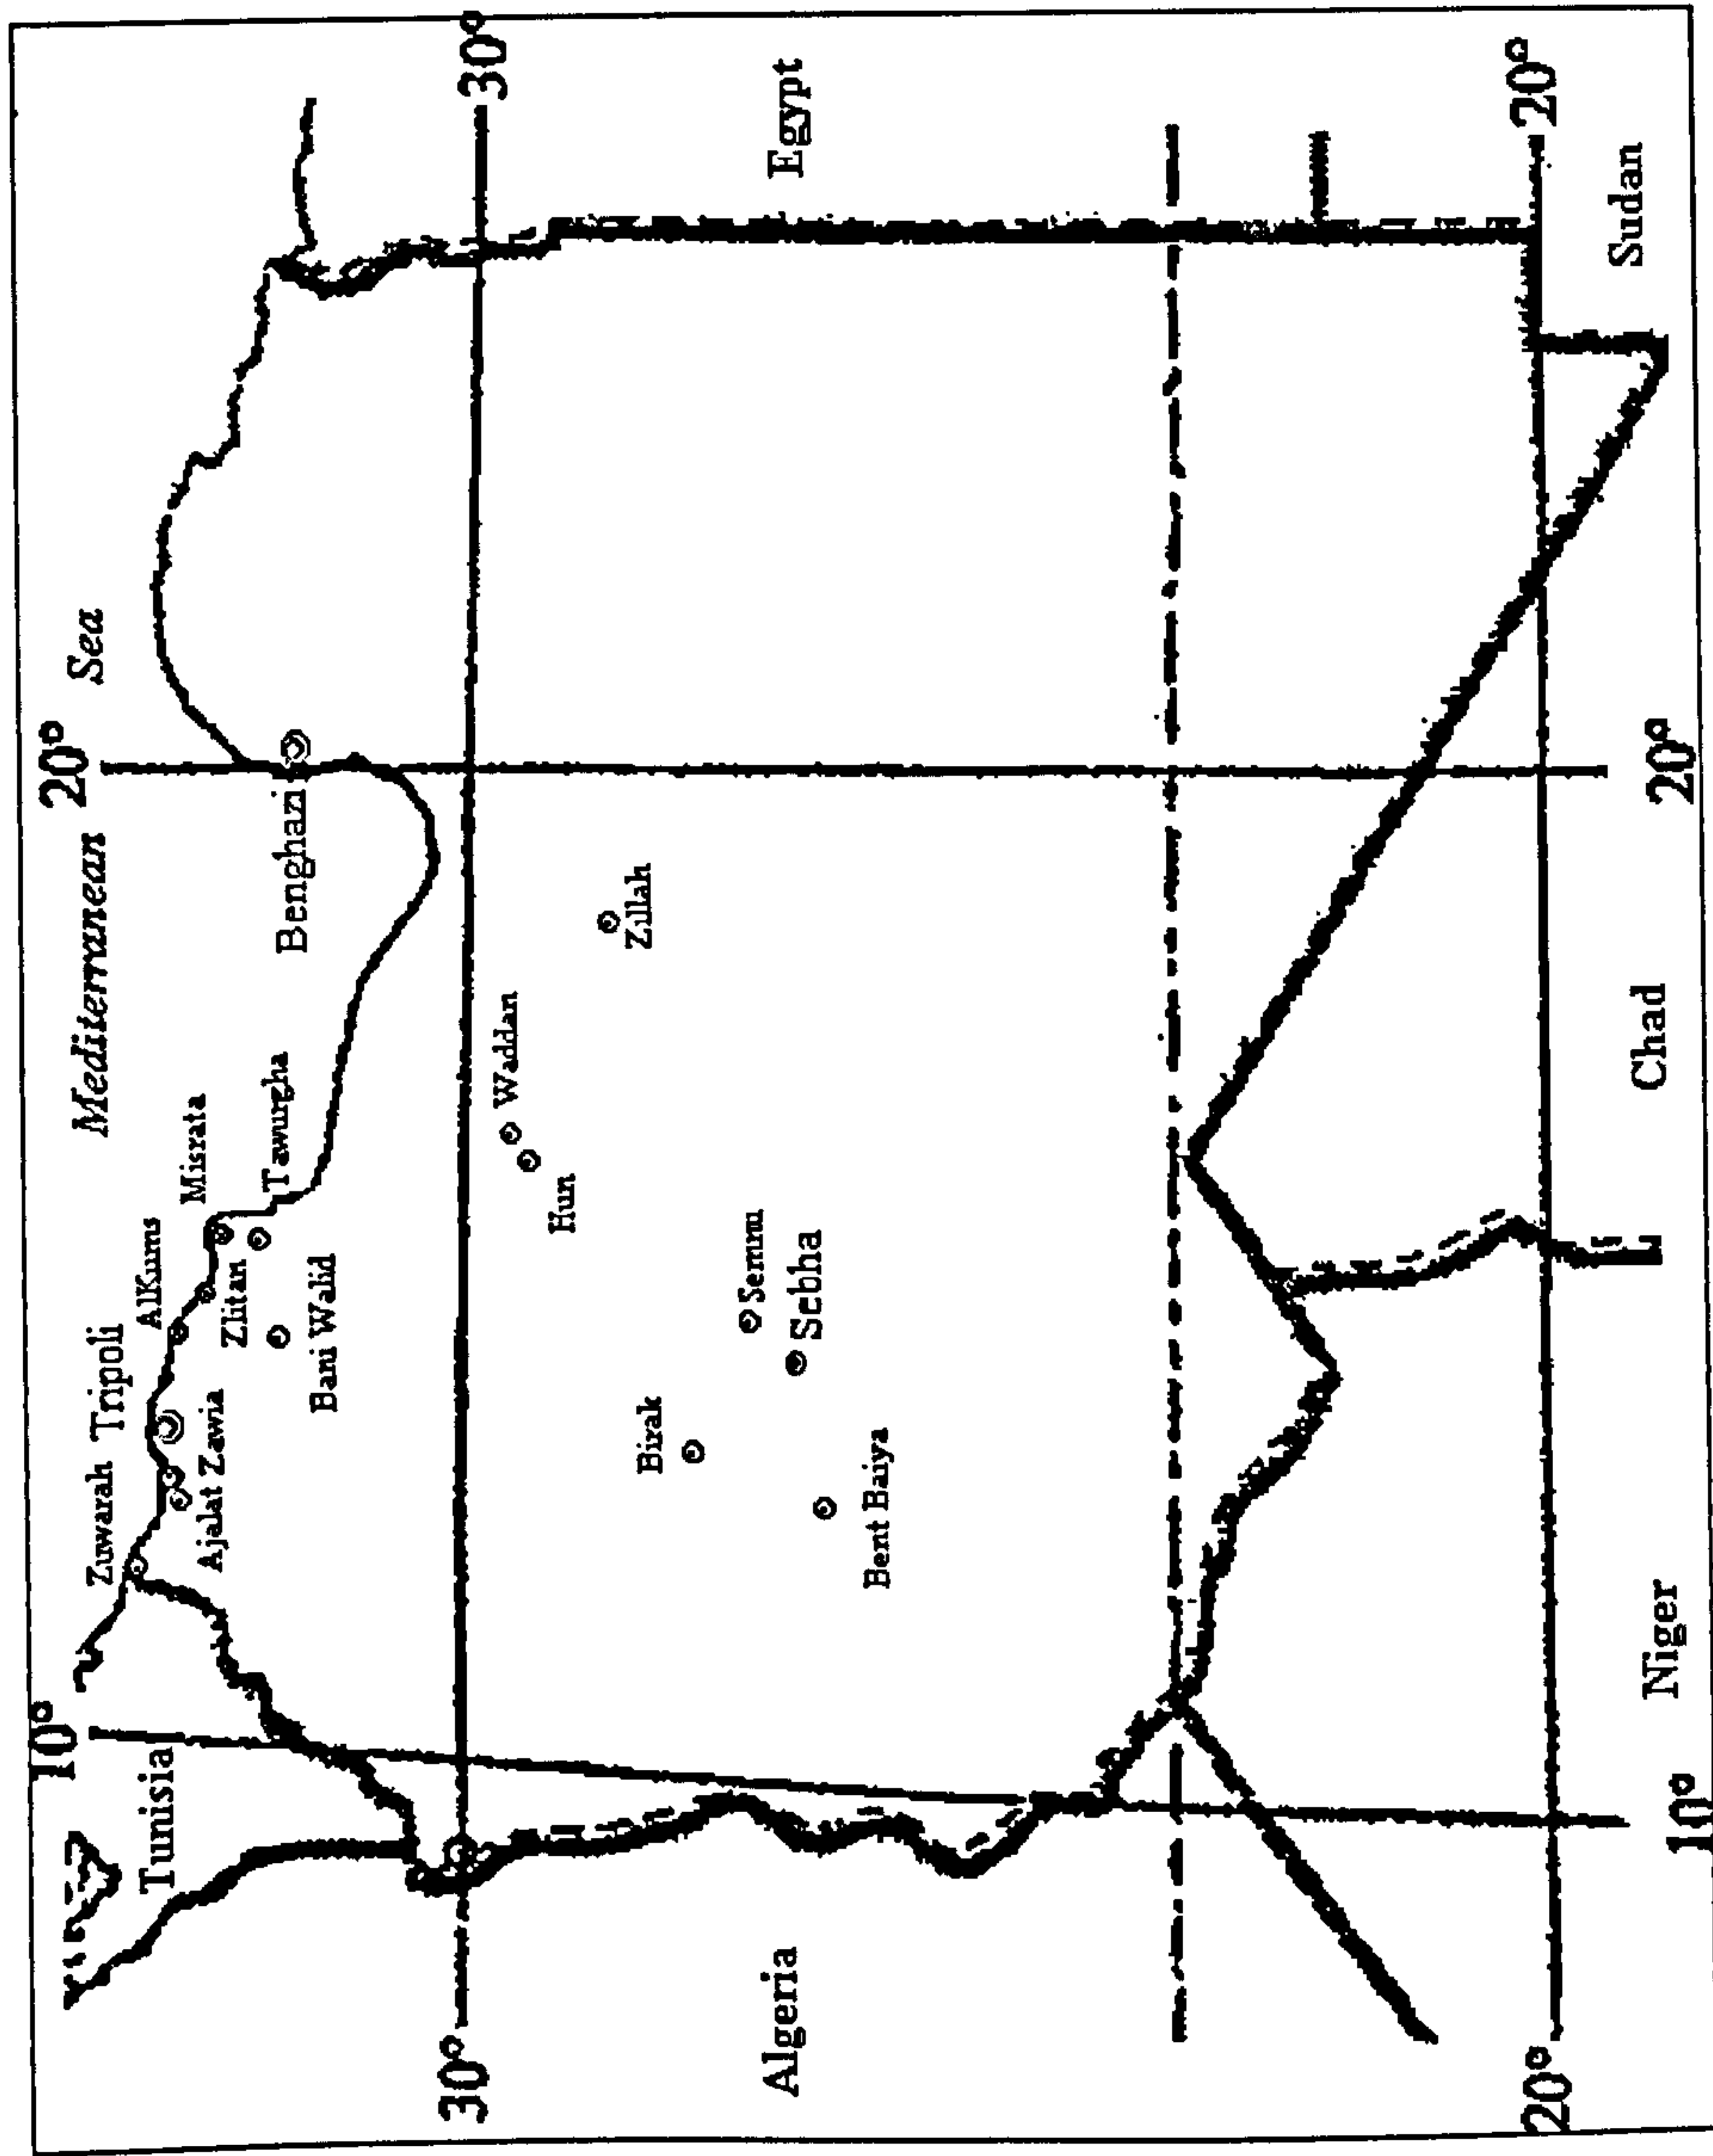 10°
20°
Tunisia
Zuwarah Tripoli
AlKums
Misrata
Mediterranean Sea
Ajalat Zawia
Zlitan
Tawurgha
Bani Walid
Benghazi
30°
30°
Waddan
Hun
Zillah
Birak
Semnu
Sebha
Bent Baiya
Algeria
Egypt
20°
20°
Niger
Chad
Sudan
10°
20°